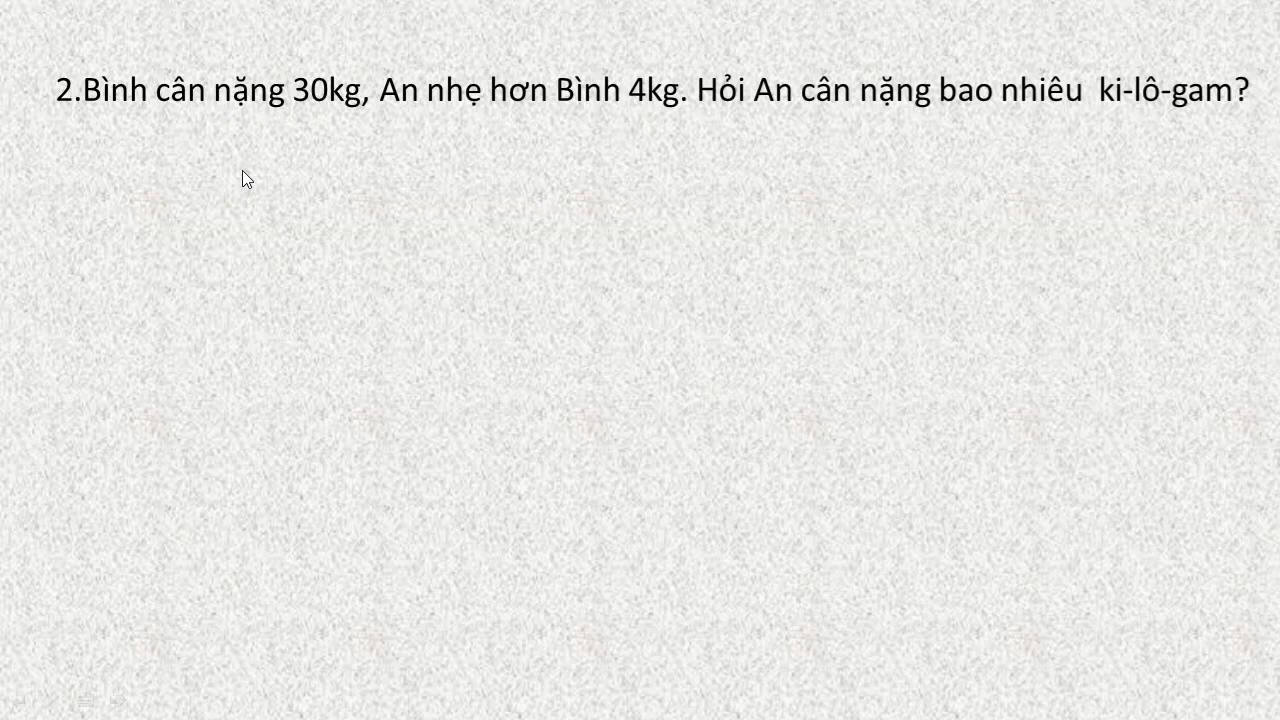 2.Bình cân nặng 30kg, An nhẹ hơn Bình 4kg. Hỏi An cân nặng bao nhiêu  ki-lô-gam?